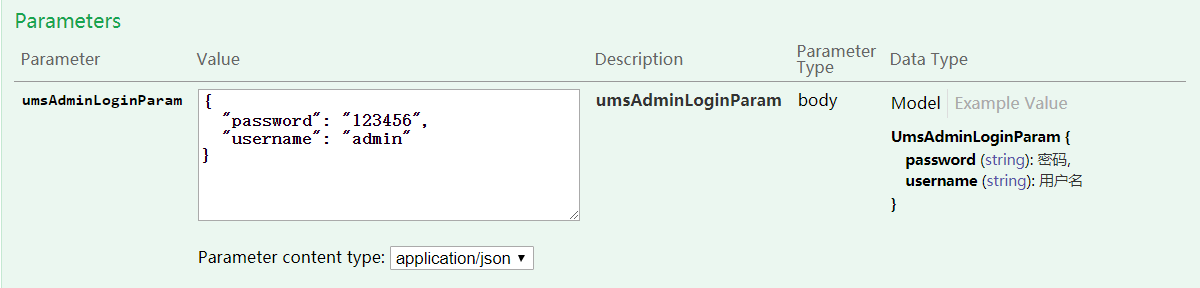 Parameters
Parameter Value Description Parameter Type Data Type
umsAdminLoginParam { umsAdminLoginParam body Model Example Value
"password": "123456",
"username": "admin"
}
UmsAdminLoginParam {
password (string): 密码,
username (string): 用户名
}
Parameter content type: application/json